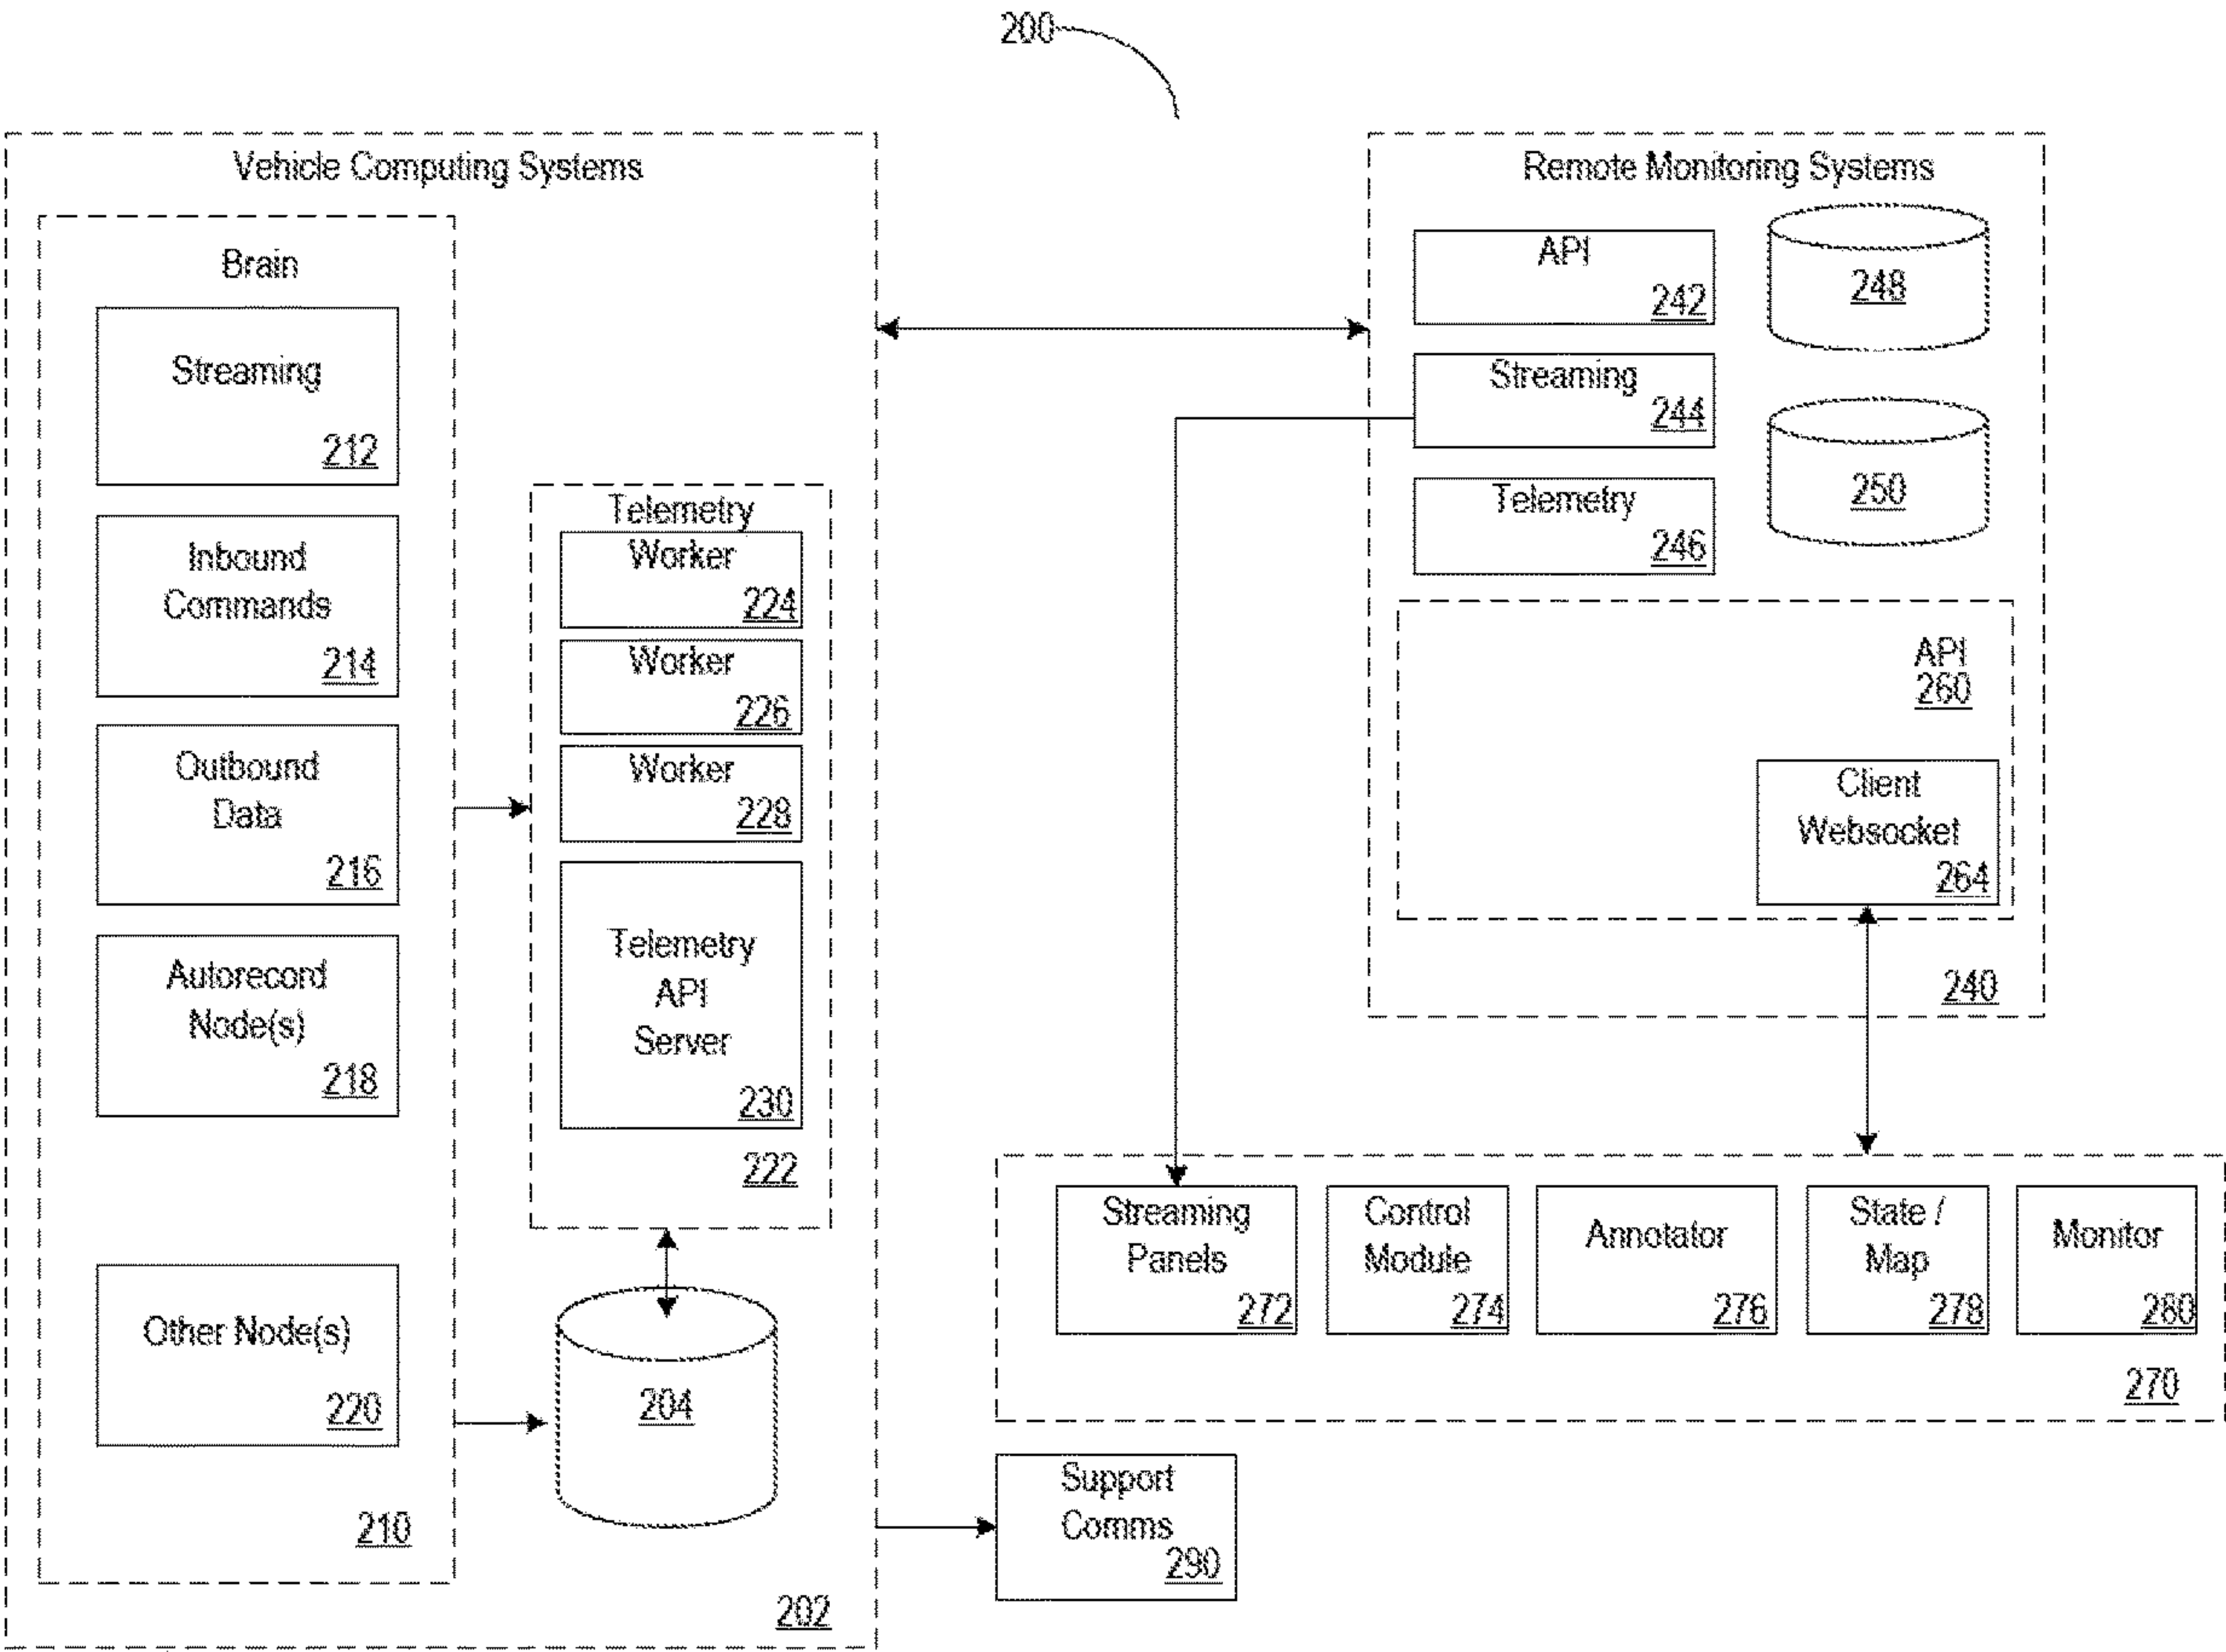 200
Vehicle Computing Systems
Brain
Streaming
212
Inbound
Commands
214
Outbound
Data
216
Autorecord
Node(s)
218
Other Node(s)
220
210
Telemetry
Worker
224
Worker
226
Worker
228
Telemetry
API
Server
230
222
204
202
Remote Monitoring Systems
API
242
Streaming
244
Telemetry
246
248
250
API
260
Client
Websocket
264
240
Streaming
Panels
272
Control
Module
274
Annotator
276
State /
Map
278
Monitor
280
270
Support
Comms
290